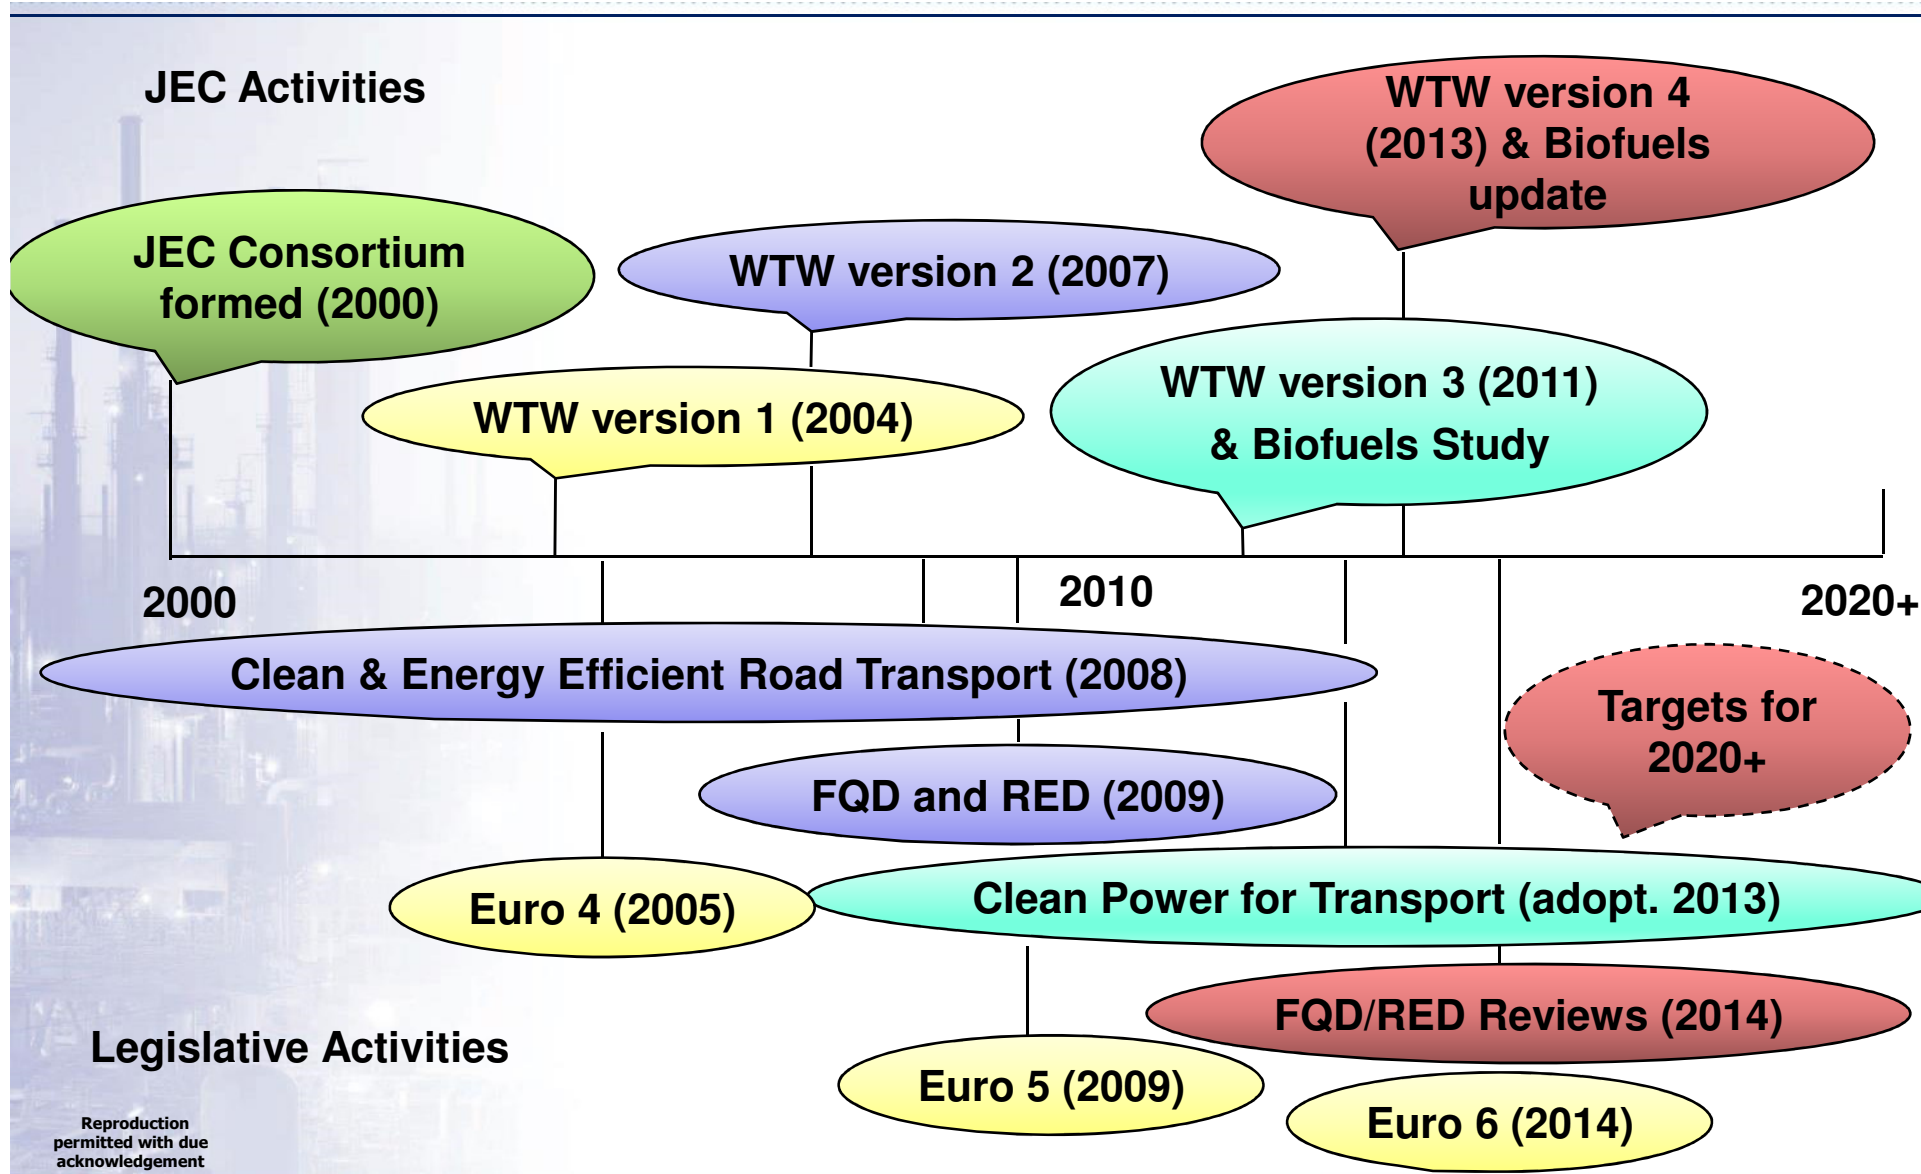 JEC Activities
WTW version 4
(2013) & Biofuels
update
JEC Consortium
formed (2000)
WTW version 2 (2007)
WTW version 1 (2004)
WTW version 3 (2011)
& Biofuels Study
2000
2010
2020+
Clean & Energy Efficient Road Transport (2008)
Targets for
2020+
FQD and RED (2009)
Euro 4 (2005)
Clean Power for Transport (adopt. 2013)
FQD/RED Reviews (2014)
Legislative Activities
Euro 5 (2009)
Euro 6 (2014)
Reproduction
permitted with due
acknowledgement